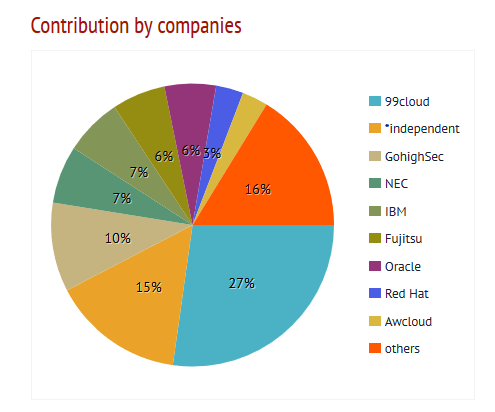 Contribution by companies
99cloud
*independent
GohighSec
NEC
IBM
Fujitsu
Oracle
Red Hat
Awcloud
others
6%
6%
3%
7%
7%
16%
10%
15%
27%